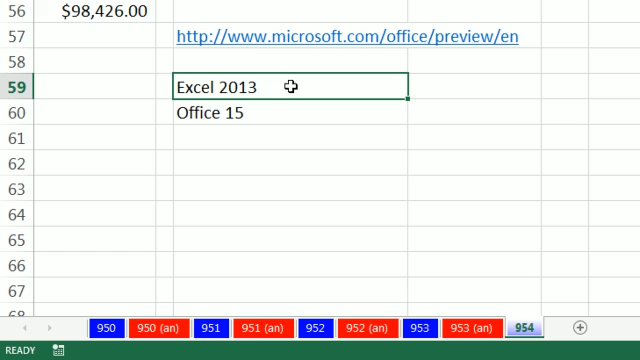 56 $98,426.00
57 http://www.microsoft.com/office/preview/en
58
59 Excel 2013
60 Office 15
61
62
63
64
65
66
67
950 950 (an) 951 951 (an) 952 952 (an) 953 953 (an) 954
READY